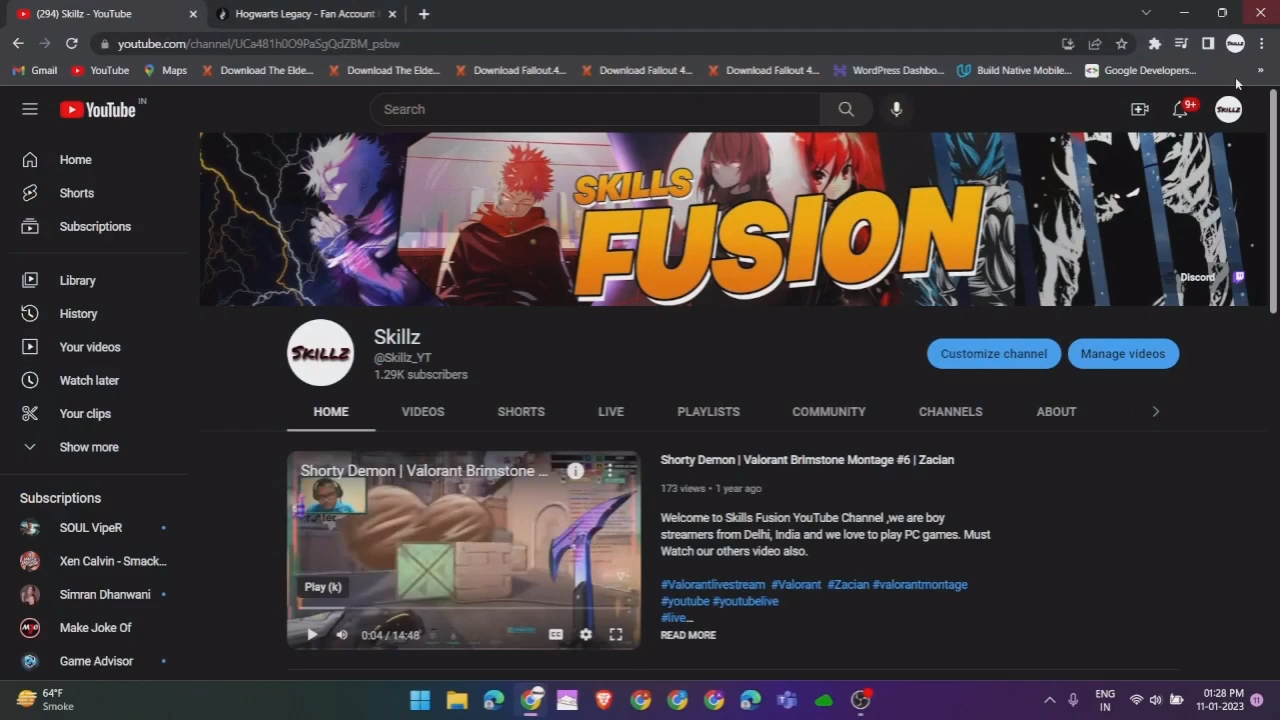 (294) Skillz - YouTube
Hogwarts Legacy - Fan Account
youtube.com/channel/UCa481h0O9PaSgQdZBM_psbw
Gmail
YouTube
Maps
Download The Elde...
Download The Elde...
Download Fallout.4...
Download Fallout 4...
Download Fallout 4...
WordPress Dashbo...
Build Native Mobile...
Google Developers...
YouTube IN
Search
9+
SKILLZ
Home
Shorts
Subscriptions
Library
History
Your videos
Watch later
Your clips
Show more
Subscriptions
SOUL VipeR
Xen Calvin - Smack...
Simran Dhanwani
Make Joke Of
Game Advisor
SKILLS
FUSION
Discord
SKILLZ
Skillz
@Skillz_YT
1.29K subscribers
Customize channel
Manage videos
HOME
VIDEOS
SHORTS
LIVE
PLAYLISTS
COMMUNITY
CHANNELS
ABOUT
Shorty Demon | Valorant Brimstone ...
Play (k)
0:04 / 14:48
Shorty Demon | Valorant Brimstone Montage #6 | Zacian
173 views • 1 year ago
Welcome to Skills Fusion YouTube Channel ,we are boy
streamers from Delhi, India and we love to play PC games. Must
Watch our others video also.
#Valorantlivestream #Valorant #Zacian #valorantmontage
#youtube #youtubelive
#live...
READ MORE
64°F
Smoke
ENG
IN
01:28 PM
11-01-2023
11